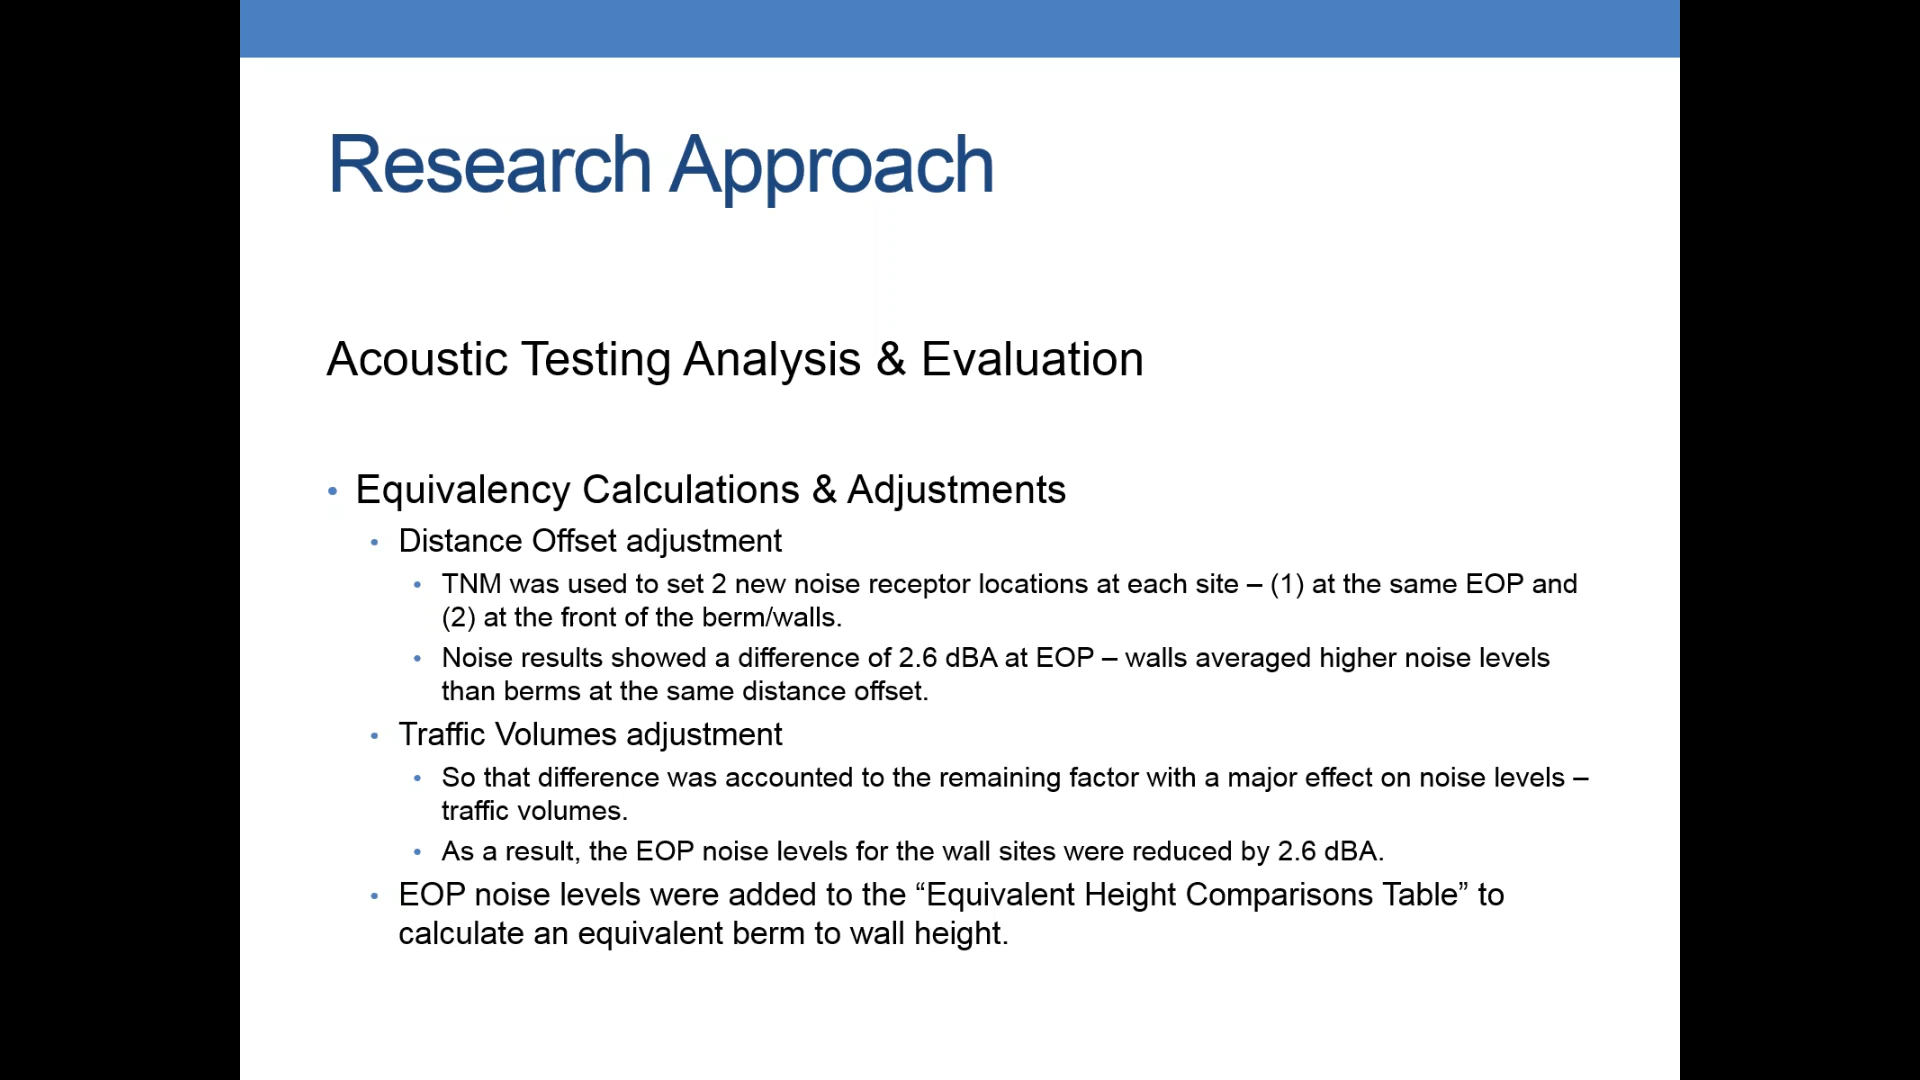 Research Approach
Acoustic Testing Analysis & Evaluation
• Equivalency Calculations & Adjustments
• Distance Offset adjustment
• TNM was used to set 2 new noise receptor locations at each site – (1) at the same EOP and
(2) at the front of the berm/walls.
• Noise results showed a difference of 2.6 dBA at EOP – walls averaged higher noise levels
than berms at the same distance offset.
• Traffic Volumes adjustment
• So that difference was accounted to the remaining factor with a major effect on noise levels –
traffic volumes.
• As a result, the EOP noise levels for the wall sites were reduced by 2.6 dBA.
• EOP noise levels were added to the “Equivalent Height Comparisons Table” to
calculate an equivalent berm to wall height.